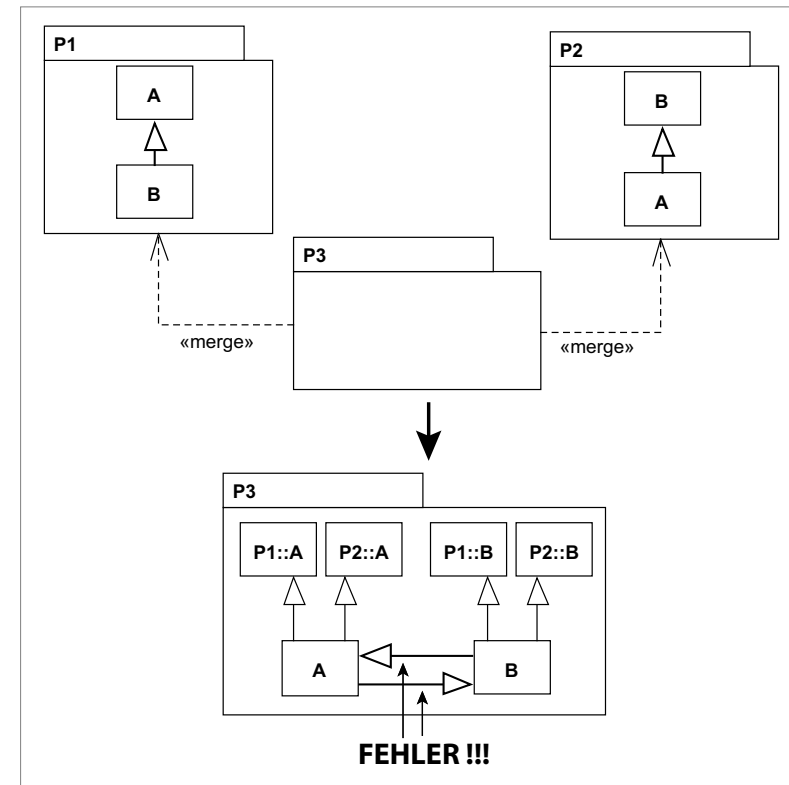 P1
A
B
P2
B
A
P3
«merge»
«merge»
P3
P1::A
P2::A
P1::B
P2::B
A
B
FEHLER !!!